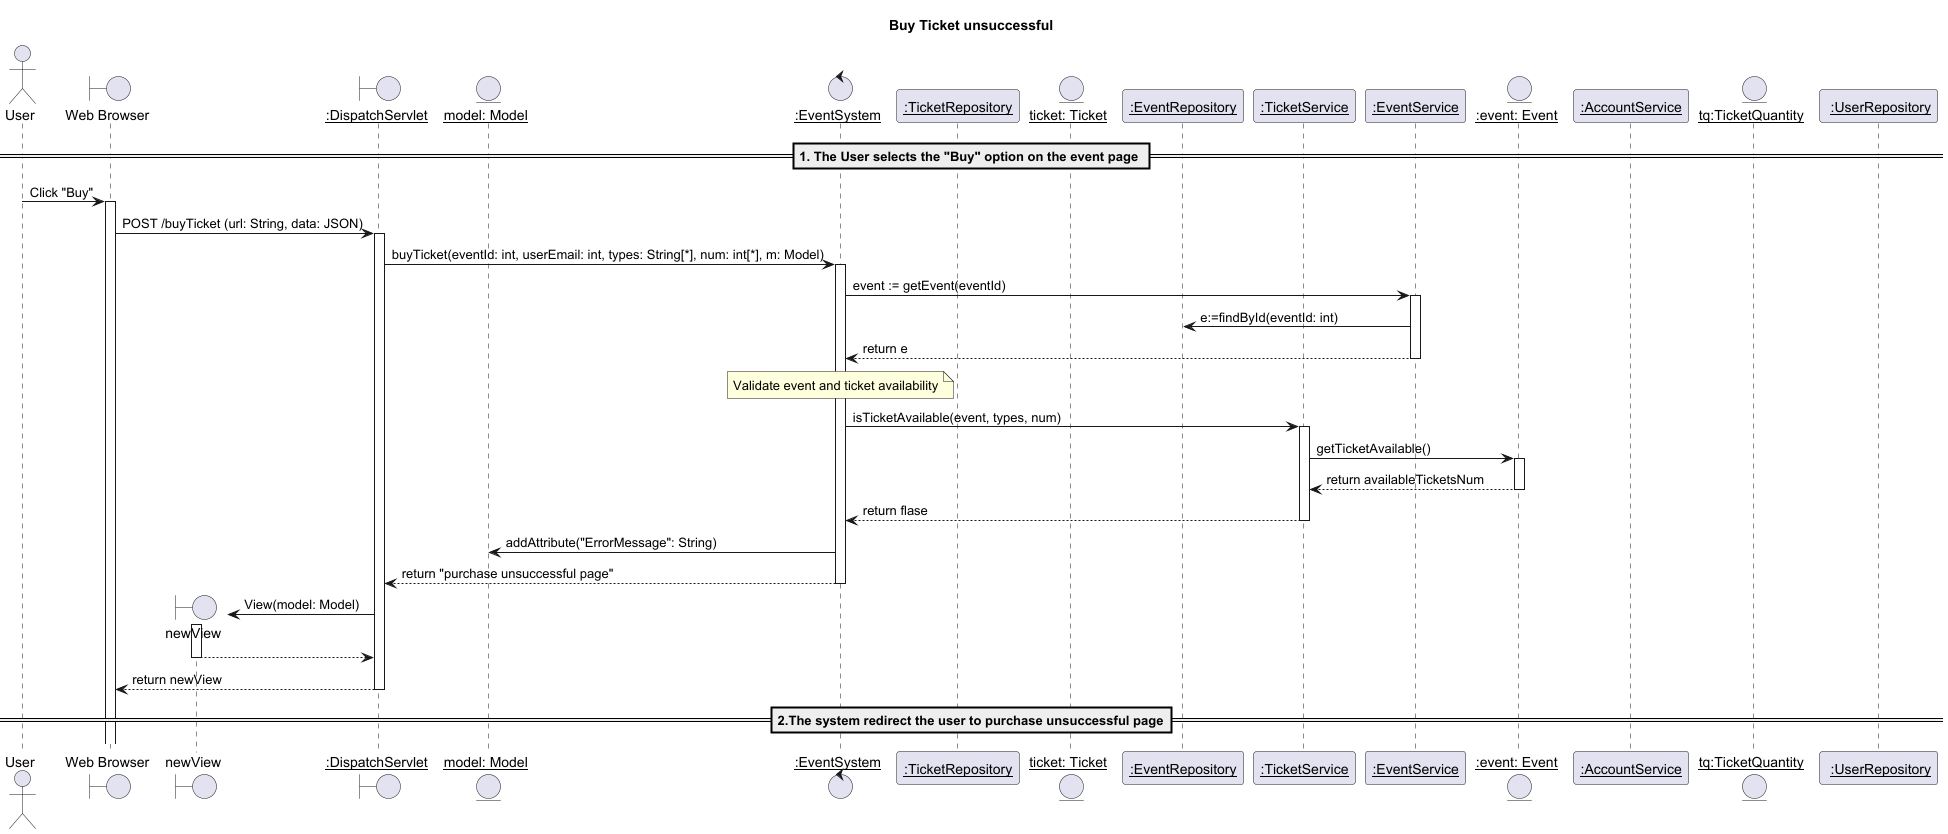 Buy Ticket unsuccessful
User
Web Browser
:DispatchServlet
model: Model
:EventSystem
:TicketRepository
ticket: Ticket
:EventRepository
:TicketService
:EventService
:event: Event
:AccountService
tq:TicketQuantity
:UserRepository
1. The User selects the "Buy" option on the event page
Click "Buy"
POST /buyTicket (url: String, data: JSON)
buyTicket(eventId: int, userEmail: int, types: String[*], num: int[*], m: Model)
event := getEvent(eventId)
e:=findById(eventId: int)
return e
Validate event and ticket availability
isTicketAvailable(event, types, num)
getTicketAvailable()
return availableTicketsNum
return flase
addAttribute("ErrorMessage": String)
return "purchase unsuccessful page"
View(model: Model)
newView
return newView
2.The system redirect the user to purchase unsuccessful page
User
Web Browser
newView
:DispatchServlet
model: Model
:EventSystem
:TicketRepository
ticket: Ticket
:EventRepository
:TicketService
:EventService
:event: Event
:AccountService
tq:TicketQuantity
:UserRepository